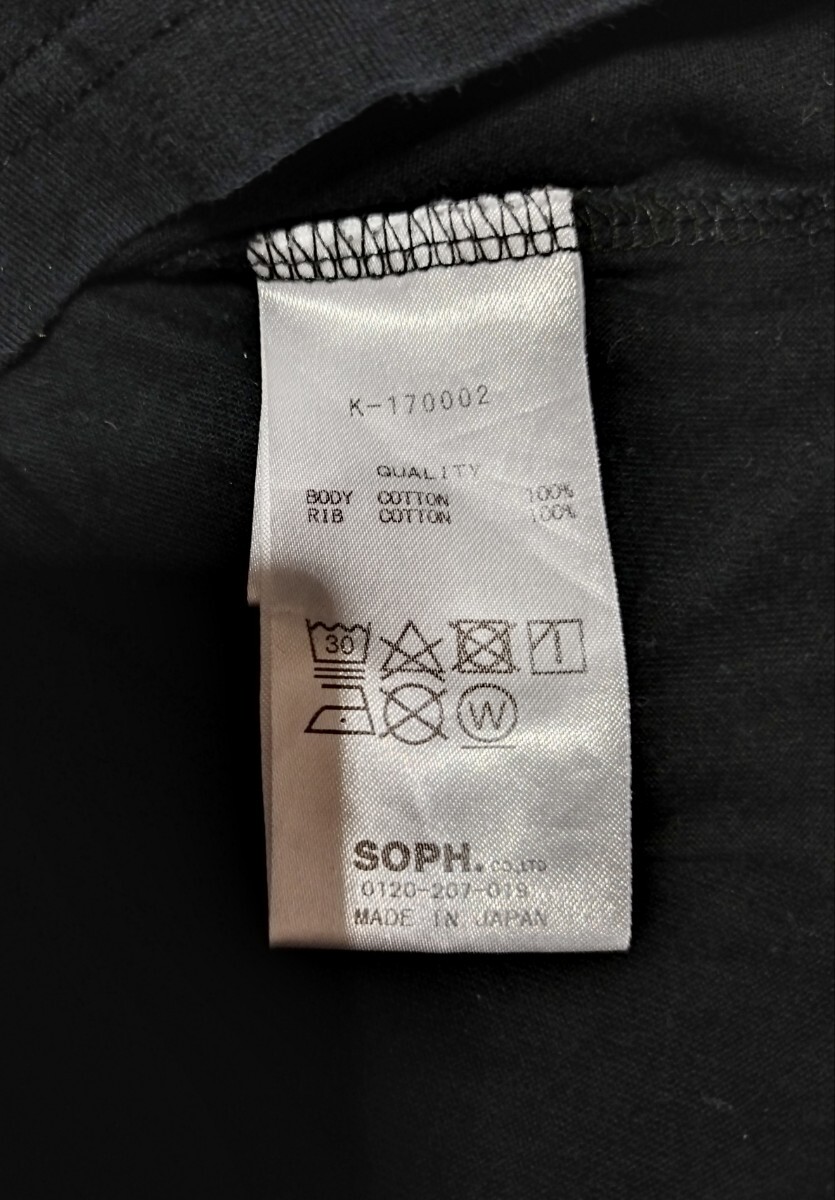 K-170002
QUALITY
BODY COTTON 100%
RIB COTTON 100%
30
W
SOPH. CO.,LTD
0120-207-019
MADE IN JAPAN